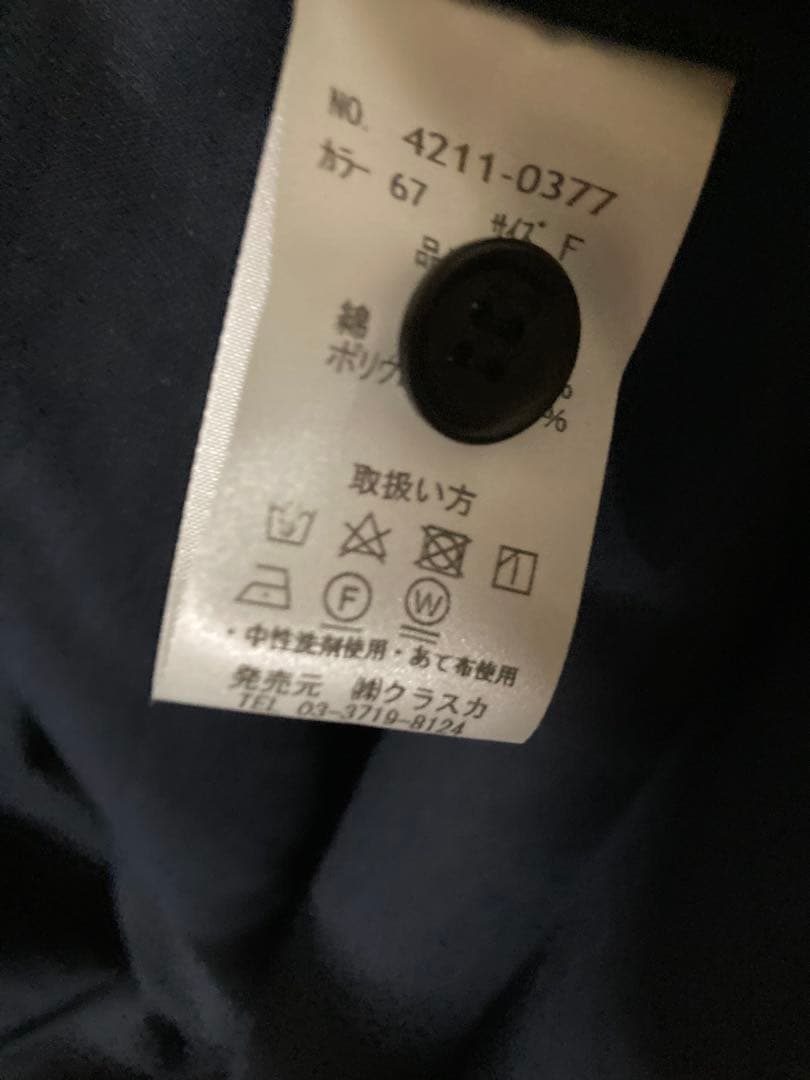 NO. 4211-0377
カラー 67 サイズ F
品
綿 %
ポリウ %
取扱い方
F W
・中性洗剤使用・あて布使用
発売元 ㈱クラスカ
TEL 03-3719-8124